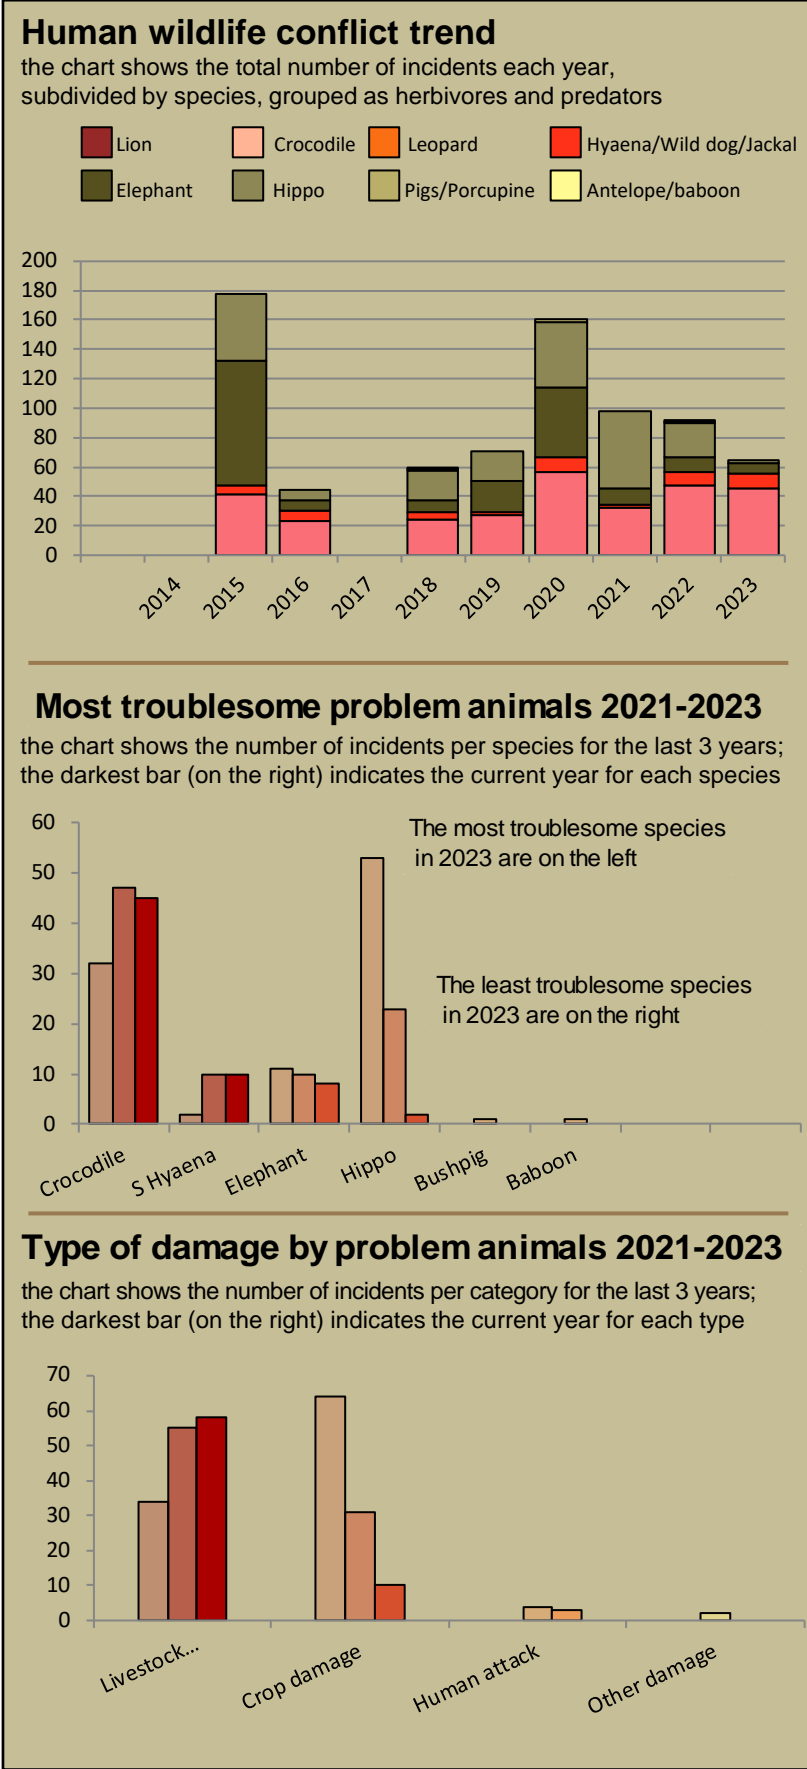 Human wildlife conflict trend
the chart shows the total number of incidents each year,
subdivided by species, grouped as herbivores and predators
Lion Crocodile Leopard Hyaena/Wild dog/Jackal
Elephant Hippo Pigs/Porcupine Antelope/baboon
200
180
160
140
120
100
80
60
40
20
0
2014 2015 2016 2017 2018 2019 2020 2021 2022 2023
Most troublesome problem animals 2021-2023
the chart shows the number of incidents per species for the last 3 years;
the darkest bar (on the right) indicates the current year for each species
60
The most troublesome species
in 2023 are on the left
50
40
30
The least troublesome species
in 2023 are on the right
20
10
0
Crocodile S Hyaena Elephant Hippo Bushpig Baboon
Type of damage by problem animals 2021-2023
the chart shows the number of incidents per category for the last 3 years;
the darkest bar (on the right) indicates the current year for each type
70
60
50
40
30
20
10
0
Livestock... Crop damage Human attack Other damage